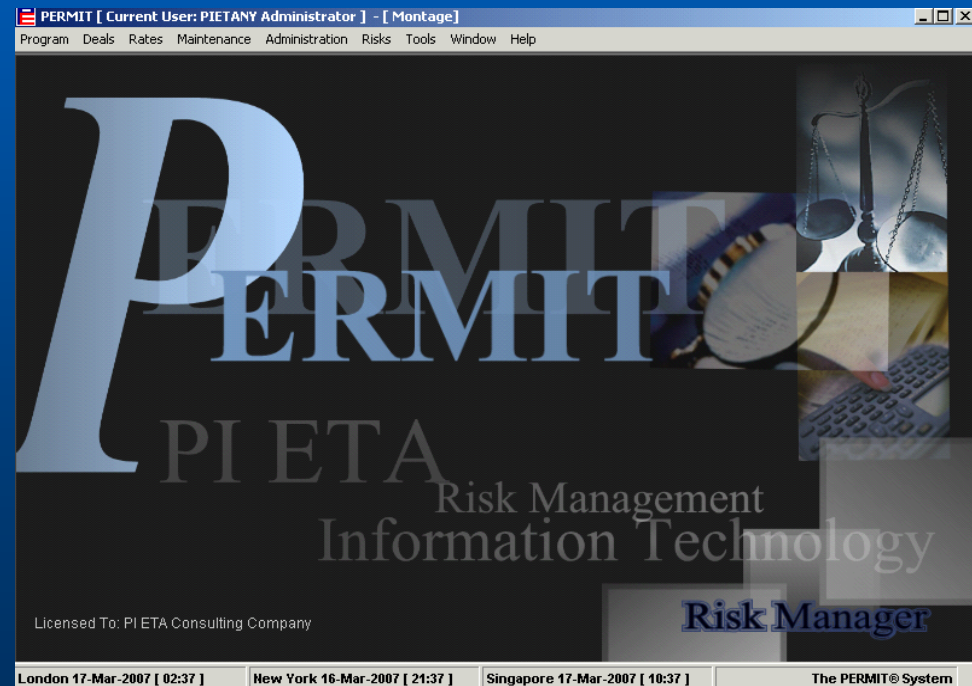 PERMIT [ Current User: PIETANY Administrator ] - [ Montage]
Program Deals Rates Maintenance Administration Risks Tools Window Help
P
ERMIT
PERMIT
PI ETA
Risk Management
Information Technology
Risk Manager
Licensed To: PI ETA Consulting Company
London 17-Mar-2007 [ 02:37 ] New York 16-Mar-2007 [ 21:37 ] Singapore 17-Mar-2007 [ 10:37 ] The PERMIT® System